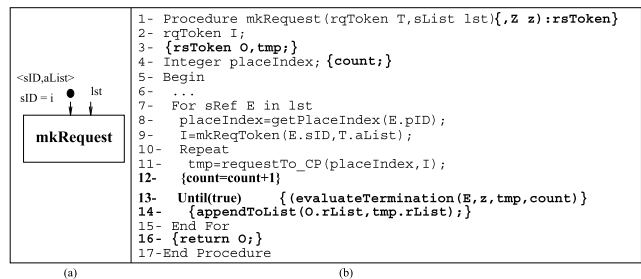 <sID,aList>
sID = i
lst
mkRequest
(a)
1- Procedure mkRequest(rqToken T,sList lst){,Z z):rsToken}
2- rqToken I;
3- {rsToken O,tmp;}
4- Integer placeIndex; {count;}
5- Begin
6- ...
7- For sRef E in lst
8- placeIndex=getPlaceIndex(E.pID);
9- I=mkReqToken(E.sID,T.aList);
10- Repeat
11- tmp=requestTo_CP(placeIndex,I);
12- {count=count+1}
13- Until(true) {(evaluateTermination(E,z,tmp,count)}
14- {appendToList(O.rList,tmp.rList);}
15- End For
16- {return O;}
17-End Procedure
(b)